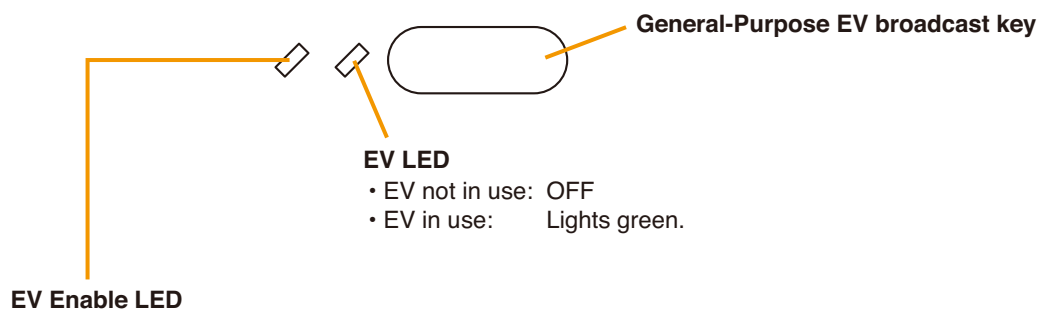 General-Purpose EV broadcast key
EV LED
• EV not in use: OFF
• EV in use: Lights green.
EV Enable LED